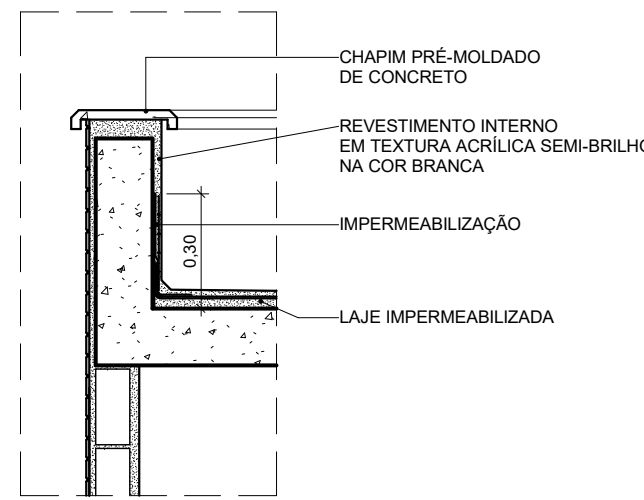 CHAPIM PRÉ-MOLDADO
DE CONCRETO
REVESTIMENTO INTERNO
EM TEXTURA ACRÍLICA SEMI-BRILHO
NA COR BRANCA
IMPERMEABILIZAÇÃO
0,30
LAJE IMPERMEABILIZADA